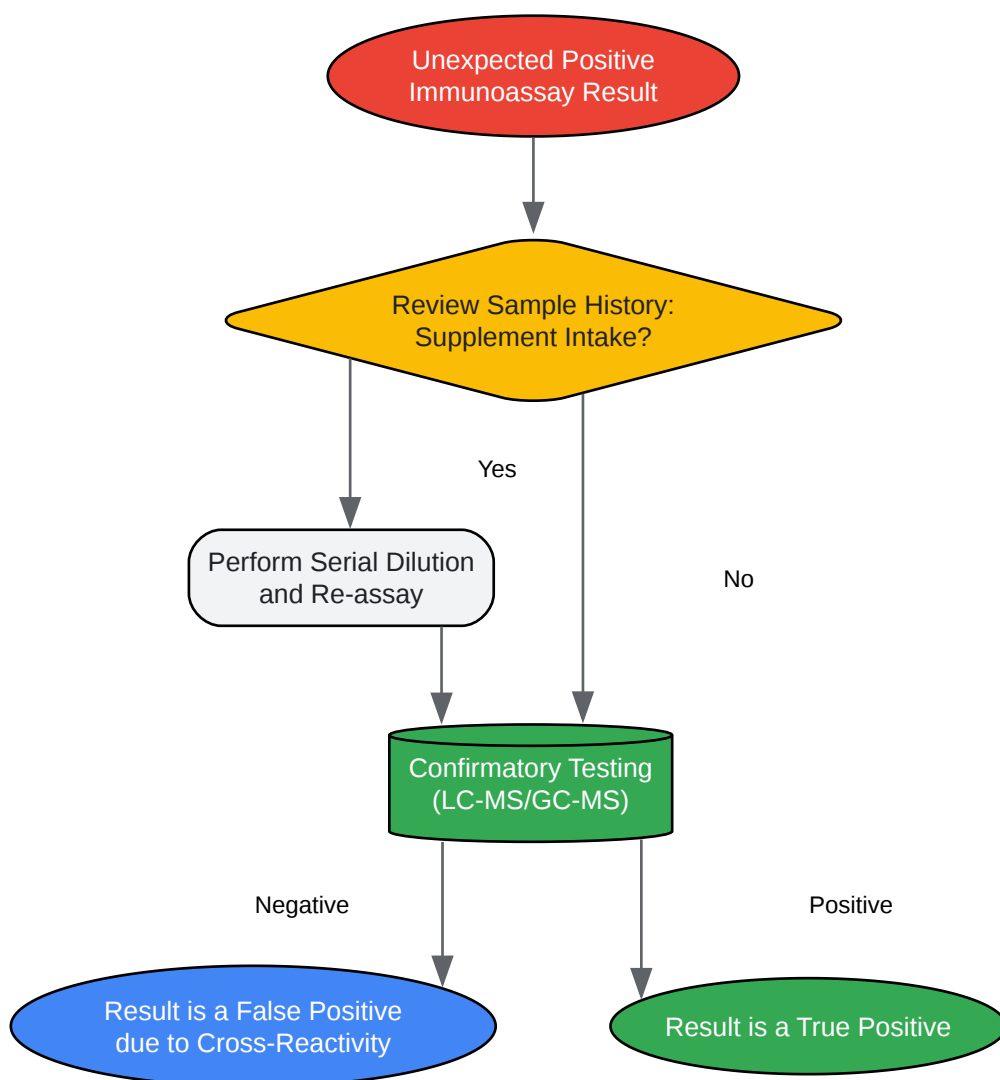 Unexpected Positive
Immunoassay Result
Review Sample History:
Supplement Intake?
Yes
Perform Serial Dilution
and Re-assay
No
Confirmatory Testing
(LC-MS/GC-MS)
Negative
Positive
Result is a False Positive
due to Cross-Reactivity
Result is a True Positive